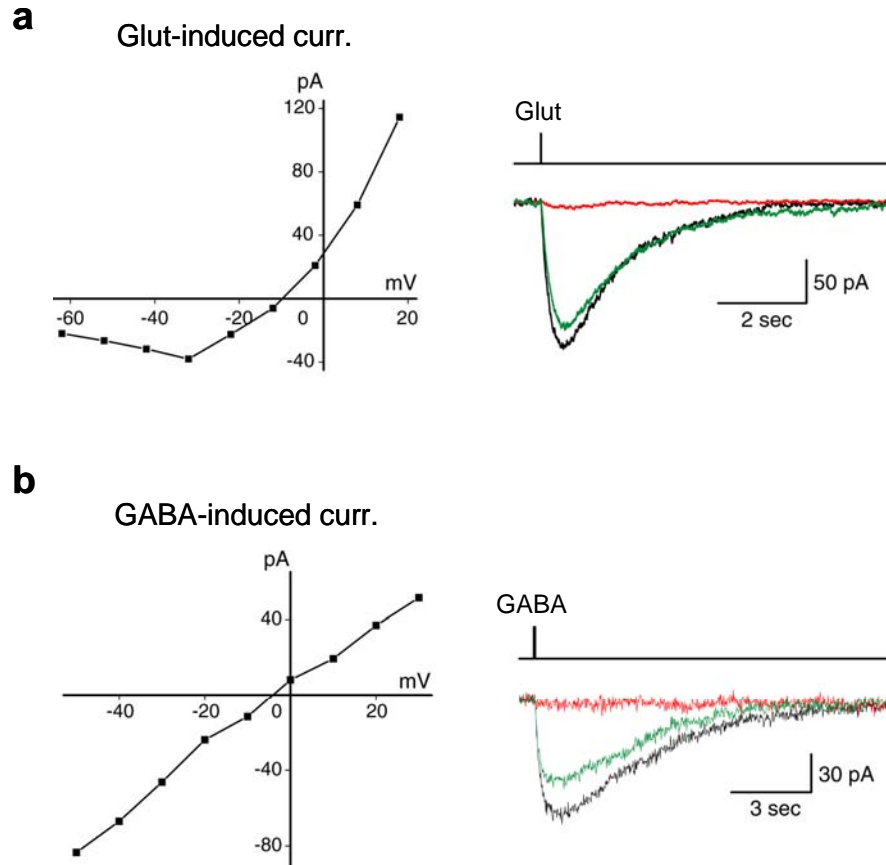 a
Glut-induced curr.
pA
120
80
40
mV
-60
-40
-20
0
20
-40
Glut
50 pA
2 sec
b
GABA-induced curr.
pA
40
mV
-40
-20
0
20
-40
-80
GABA
30 pA
3 sec